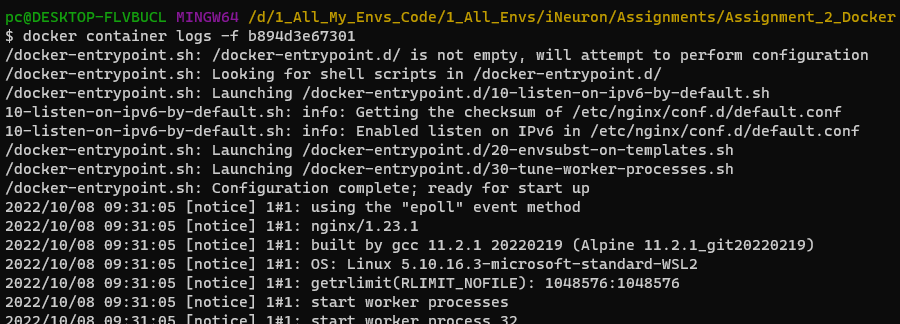 pc@DESKTOP-FLVBUCL MINGW64 /d/1_All_My_Envs_Code/1_All_Envs/iNeuron/Assignments/Assignment_2_Docker
$ docker container logs -f b894d3e67301
/docker-entrypoint.sh: /docker-entrypoint.d/ is not empty, will attempt to perform configuration
/docker-entrypoint.sh: Looking for shell scripts in /docker-entrypoint.d/
/docker-entrypoint.sh: Launching /docker-entrypoint.d/10-listen-on-ipv6-by-default.sh
10-listen-on-ipv6-by-default.sh: info: Getting the checksum of /etc/nginx/conf.d/default.conf
10-listen-on-ipv6-by-default.sh: info: Enabled listen on IPv6 in /etc/nginx/conf.d/default.conf
/docker-entrypoint.sh: Launching /docker-entrypoint.d/20-envsubst-on-templates.sh
/docker-entrypoint.sh: Launching /docker-entrypoint.d/30-tune-worker-processes.sh
/docker-entrypoint.sh: Configuration complete; ready for start up
2022/10/08 09:31:05 [notice] 1#1: using the "epoll" event method
2022/10/08 09:31:05 [notice] 1#1: nginx/1.23.1
2022/10/08 09:31:05 [notice] 1#1: built by gcc 11.2.1 20220219 (Alpine 11.2.1_git20220219)
2022/10/08 09:31:05 [notice] 1#1: OS: Linux 5.10.16.3-microsoft-standard-WSL2
2022/10/08 09:31:05 [notice] 1#1: getrlimit(RLIMIT_NOFILE): 1048576:1048576
2022/10/08 09:31:05 [notice] 1#1: start worker processes
2022/10/08 09:31:05 [notice] 1#1: start worker process 32